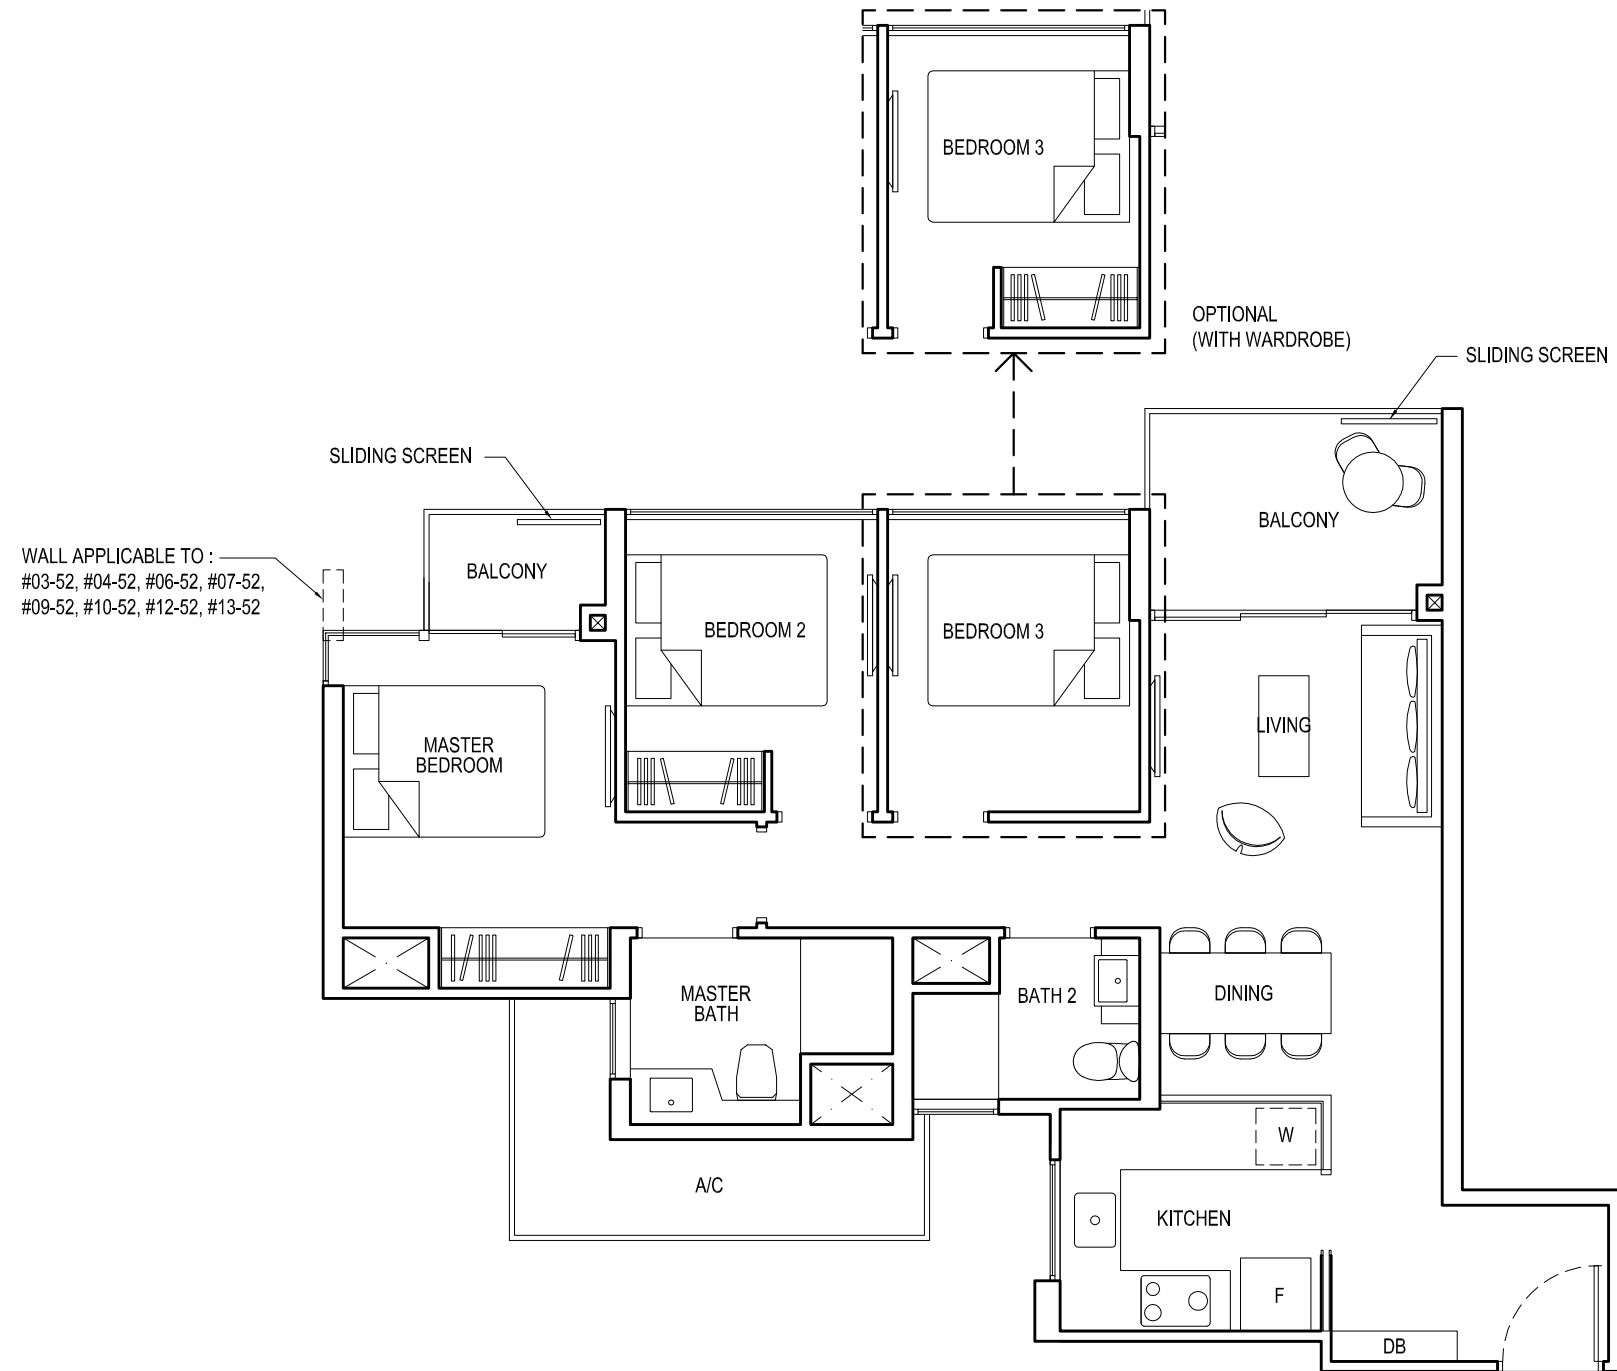 BEDROOM 3
OPTIONAL
(WITH WARDROBE)
SLIDING SCREEN
SLIDING SCREEN
BALCONY
WALL APPLICABLE TO :
#03-52, #04-52, #06-52, #07-52,
#09-52, #10-52, #12-52, #13-52
BALCONY
BEDROOM 2
BEDROOM 3
LIVING
MASTER
BEDROOM
MASTER
BATH
BATH 2
DINING
W
A/C
KITCHEN
F
DB